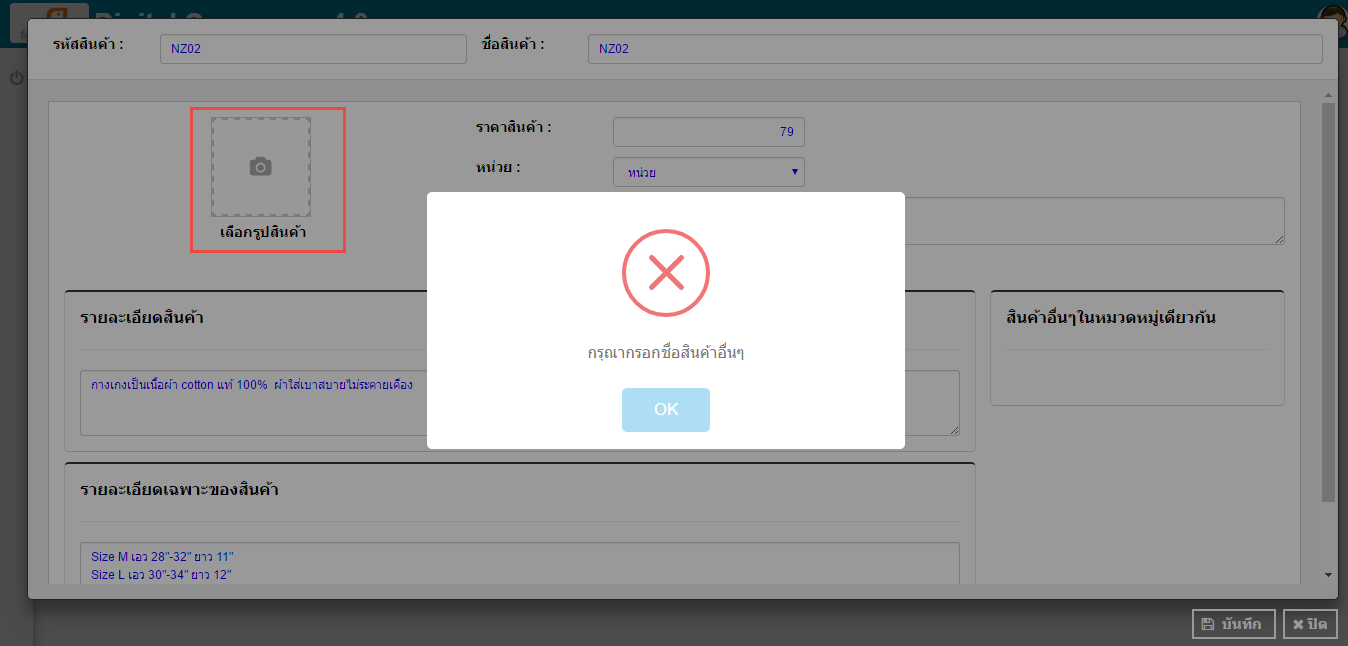 รหัสสินค้า :
NZ02
ชื่อสินค้า :
NZ02
ราคาสินค้า :
79
หน่วย :
หน่วย
เลือกรูปสินค้า
กรุณากรอกชื่อสินค้าอื่นๆ
OK
รายละเอียดสินค้า
กางเกงเป็นเนื้อผ้า cotton แท้ 100% ผ้าใส่เบาสบายไม่ระคายเคือง
สินค้าอื่นๆในหมวดหมู่เดียวกัน
รายละเอียดเฉพาะของสินค้า
Size M เอว 28"-32" ยาว 11"
Size L เอว 30"-34" ยาว 12"
บันทึก
ปิด